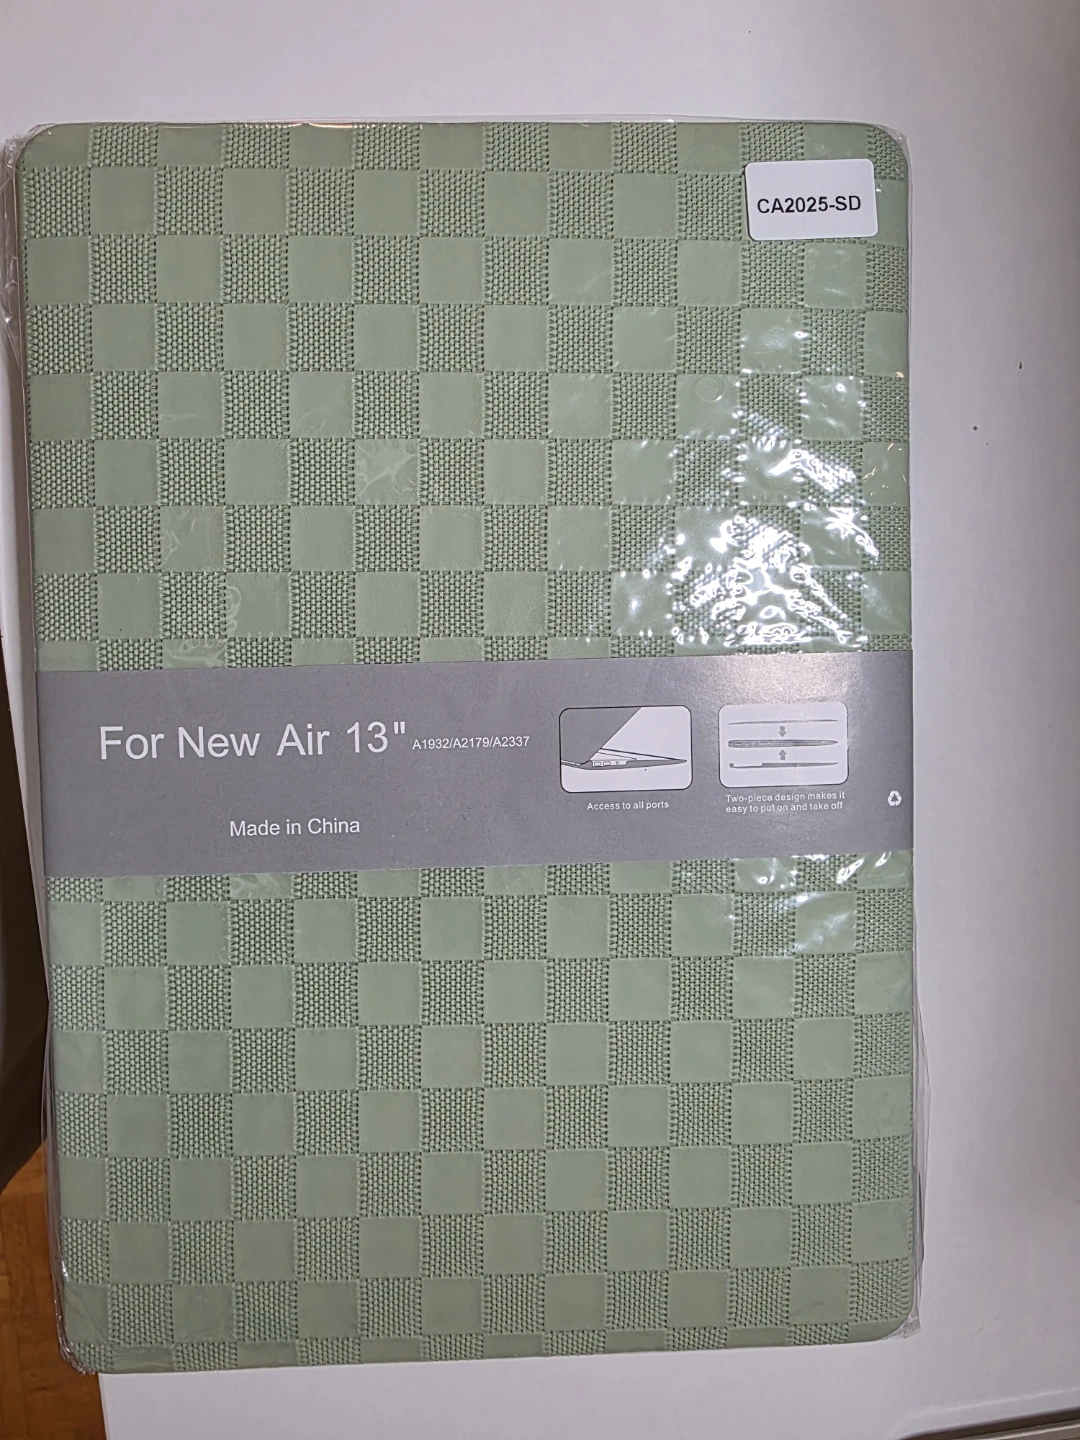 CA2025-SD
For New Air 13" A1932/A2179/A2337
Made in China
Access to all ports
Two-piece design makes it
easy to put on and take off